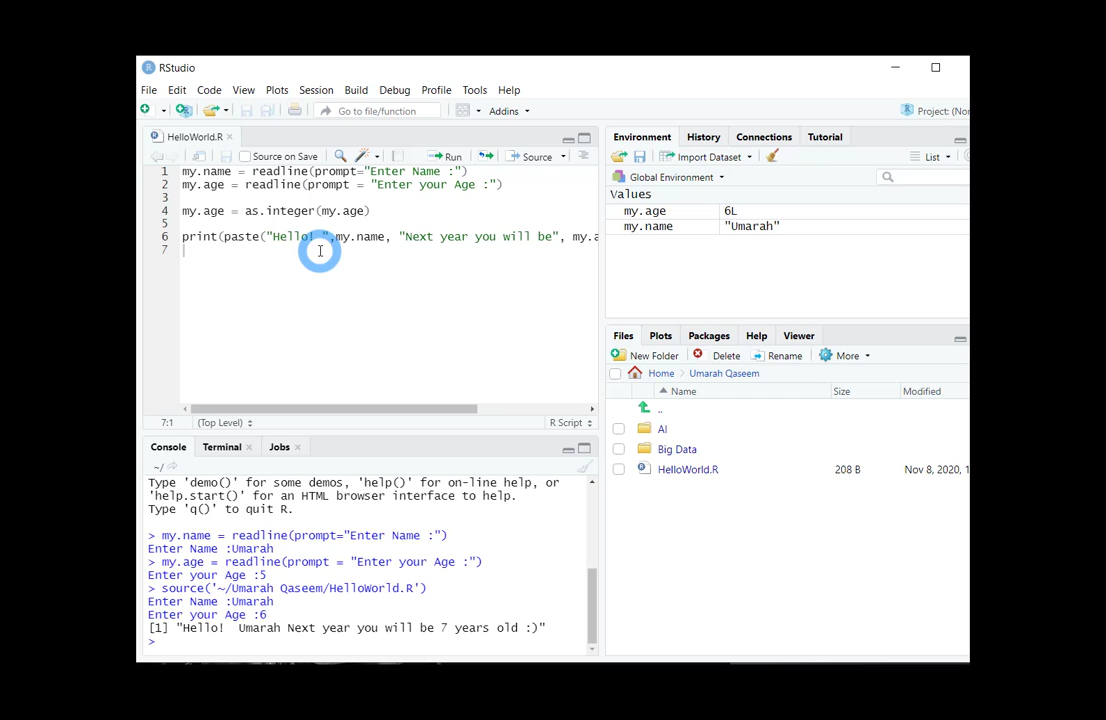 RStudio
File Edit Code View Plots Session Build Debug Profile Tools Help
Go to file/function Addins Project: (Nor
HelloWorld.R
Source on Save Run Source
1 my.name = readline(prompt="Enter Name :")
2 my.age = readline(prompt = "Enter your Age :")
3
4 my.age = as.integer(my.age)
5
6 print(paste("Hello! ",my.name, "Next year you will be", my.a
7
7:1 (Top Level) R Script
Console Terminal Jobs
~/
Type 'demo()' for some demos, 'help()' for on-line help, or
'help.start()' for an HTML browser interface to help.
Type 'q()' to quit R.
> my.name = readline(prompt="Enter Name :")
Enter Name :Umarah
> my.age = readline(prompt = "Enter your Age :")
Enter your Age :5
> source('~/Umarah Qaseem/HelloWorld.R')
Enter Name :Umarah
Enter your Age :6
[1] "Hello!  Umarah Next year you will be 7 years old :)"
>
Environment History Connections Tutorial
Import Dataset List
Global Environment
Values
my.age 6L
my.name "Umarah"
Files Plots Packages Help Viewer
New Folder Delete Rename More
Home Umarah Qaseem
Name Size Modified
..
AI
Big Data
HelloWorld.R 208 B Nov 8, 2020, 1